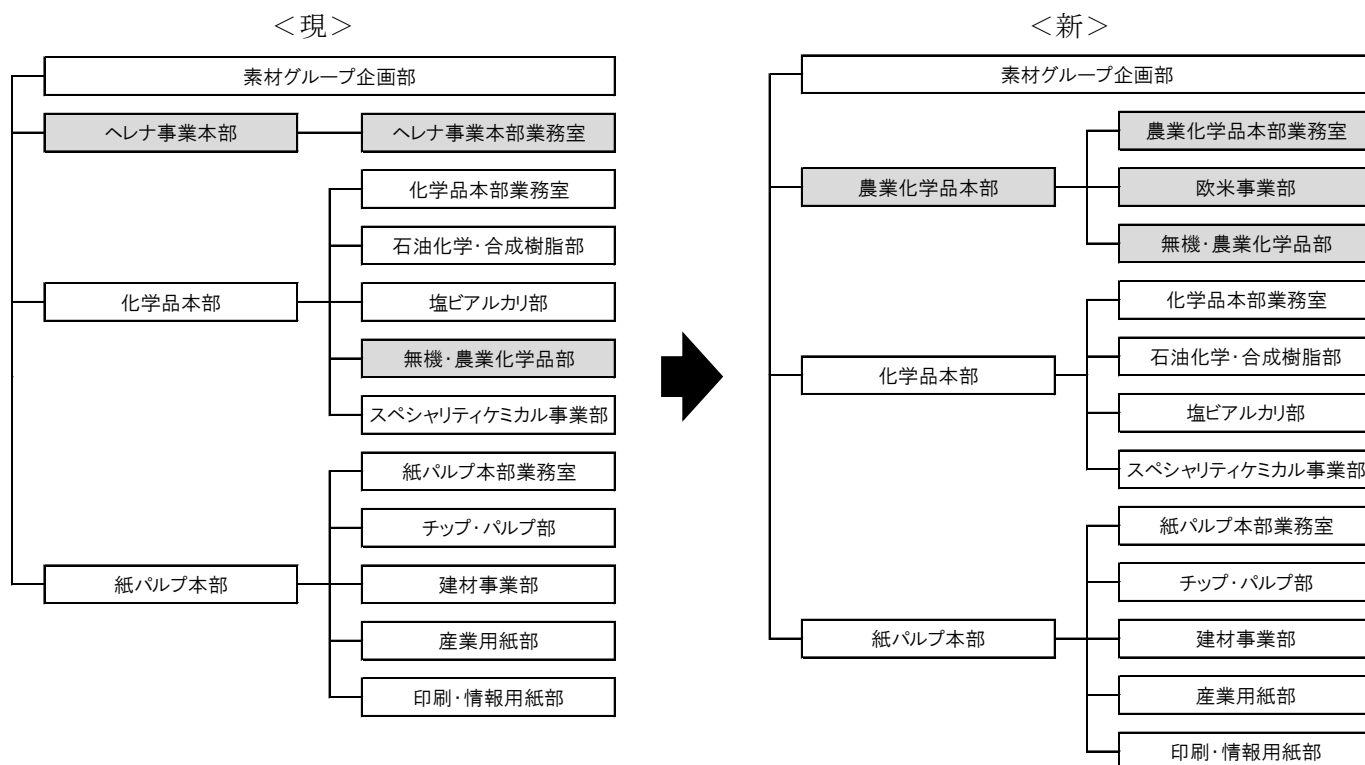 ＜現＞
素材グループ企画部
ヘレナ事業本部
ヘレナ事業本部業務室
化学品本部
化学品本部業務室
石油化学・合成樹脂部
塩ビアルカリ部
無機・農業化学品部
スペシャリティケミカル事業部
紙パルプ本部
紙パルプ本部業務室
チップ・パルプ部
建材事業部
産業用紙部
印刷・情報用紙部
＜新＞
素材グループ企画部
農業化学品本部
農業化学品本部業務室
欧米事業部
無機・農業化学品部
化学品本部
化学品本部業務室
石油化学・合成樹脂部
塩ビアルカリ部
スペシャリティケミカル事業部
紙パルプ本部
紙パルプ本部業務室
チップ・パルプ部
建材事業部
産業用紙部
印刷・情報用紙部